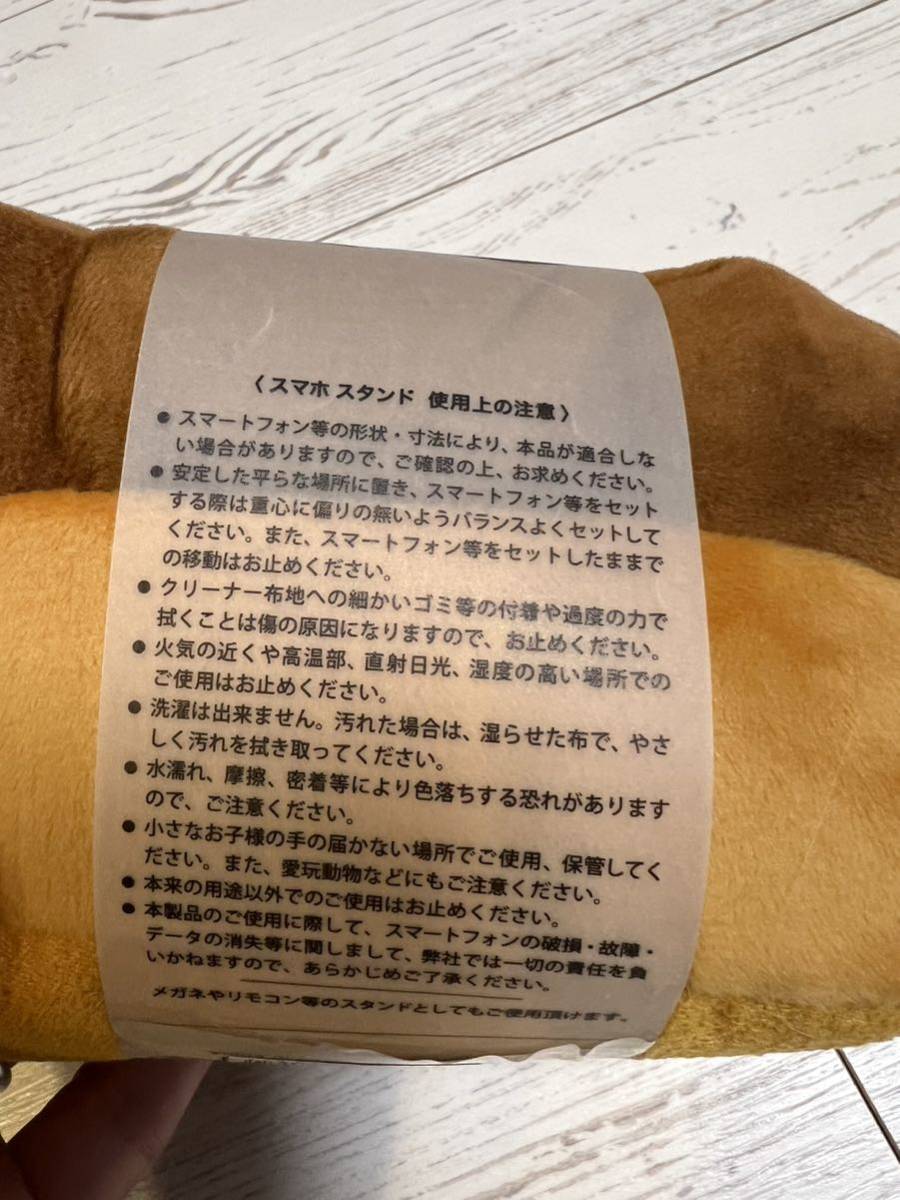 〈スマホ スタンド 使用上の注意〉
● スマートフォン等の形状・寸法により、本品が適合しな
い場合がありますので、ご確認の上、お求めください。
● 安定した平らな場所に置き、スマートフォン等をセット
する際は重心に偏りの無いようバランスよくセットして
ください。また、スマートフォン等をセットしたままで
の移動はお止めください。
● クリーナー布地への細かいゴミ等の付着や過度の力で
拭くことは傷の原因になりますので、お止めください。
● 火気の近くや高温部、直射日光、湿度の高い場所での
ご使用はお止めください。
● 洗濯は出来ません。汚れた場合は、湿らせた布で、やさ
しく汚れを拭き取ってください。
● 水濡れ、摩擦、密着等により色落ちする恐れがあります
ので、ご注意ください。
● 小さなお子様の手の届かない場所でご使用、保管してく
ださい。また、愛玩動物などにもご注意ください。
● 本来の用途以外でのご使用はお止めください。
● 本製品のご使用に際して、スマートフォンの破損・故障・
データの消失等に関しまして、弊社では一切の責任を負
いかねますので、あらかじめご了承ください。
メガネやリモコン等のスタンドとしてもご使用頂けます。